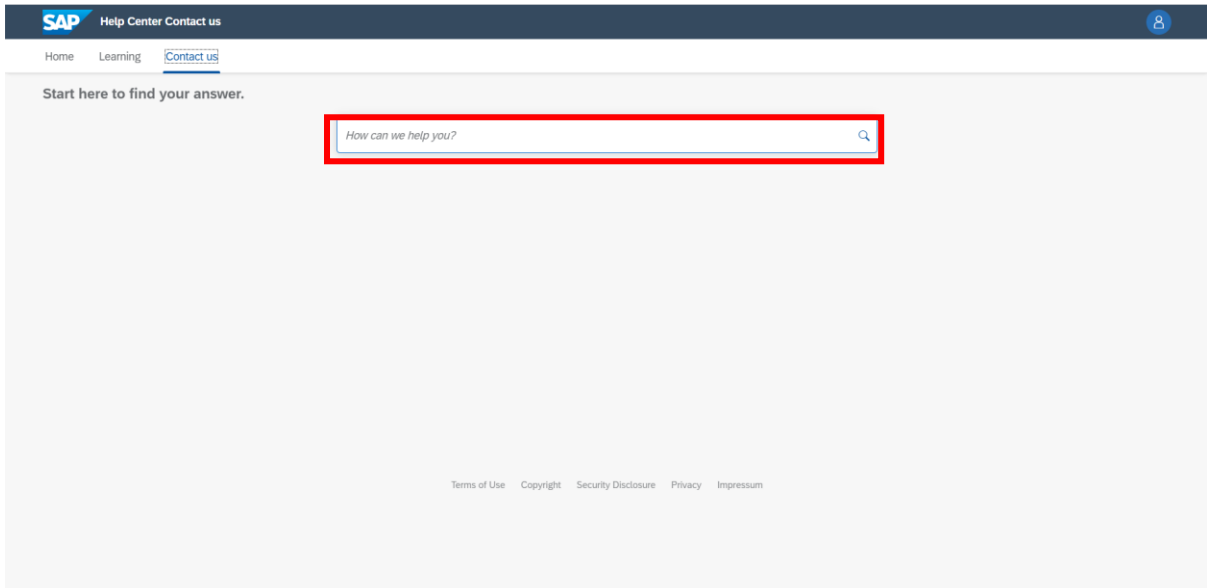 SAP Help Center Contact us
Home Learning Contact us
Start here to find your answer.
How can we help you?
Terms of Use Copyright Security Disclosure Privacy Impressum